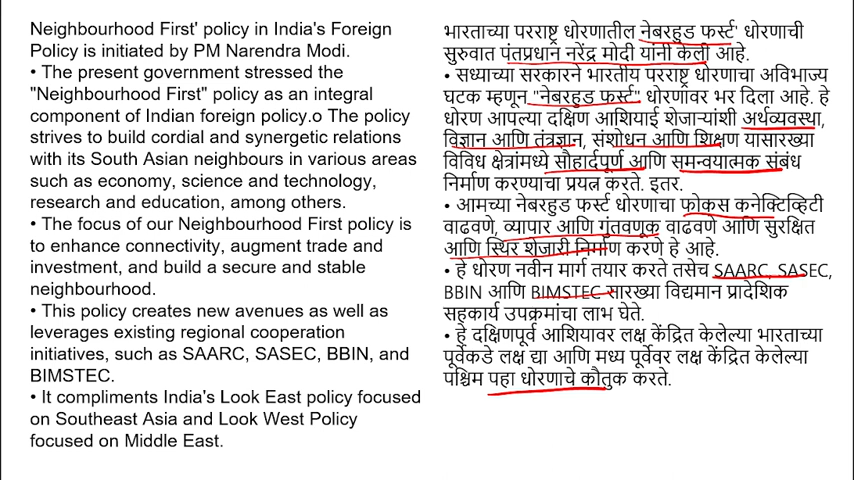 Neighbourhood First' policy in India's Foreign
Policy is initiated by PM Narendra Modi.
• The present government stressed the
"Neighbourhood First" policy as an integral
component of Indian foreign policy.o The policy
strives to build cordial and synergetic relations
with its South Asian neighbours in various areas
such as economy, science and technology,
research and education, among others.
• The focus of our Neighbourhood First policy is
to enhance connectivity, augment trade and
investment, and build a secure and stable
neighbourhood.
• This policy creates new avenues as well as
leverages existing regional cooperation
initiatives, such as SAARC, SASEC, BBIN, and
BIMSTEC.
• It compliments India's Look East policy focused
on Southeast Asia and Look West Policy
focused on Middle East.
भारताच्या परराष्ट्र धोरणातील नेबरहुड फर्स्ट' धोरणाची
सुरुवात पंतप्रधान नरेंद्र मोदी यांनी केली आहे.
• सध्याच्या सरकारने भारतीय परराष्ट्र धोरणाचा अविभाज्य
घटक म्हणून "नेबरहुड फर्स्ट" धोरणावर भर दिला आहे. हे
धोरण आपल्या दक्षिण आशियाई शेजाऱ्यांशी अर्थव्यवस्था,
विज्ञान आणि तंत्रज्ञान, संशोधन आणि शिक्षण यासारख्या
विविध क्षेत्रांमध्ये सौहार्दपूर्ण आणि समन्वयात्मक संबंध
निर्माण करण्याचा प्रयत्न करते. इतर.
• आमच्या नेबरहुड फर्स्ट धोरणाचा फोकस कनेक्टिव्हिटी
वाढवणे, व्यापार आणि गुंतवणूक वाढवणे आणि सुरक्षित
आणि स्थिर शेजारी निर्माण करणे हे आहे.
• हे धोरण नवीन मार्ग तयार करते तसेच SAARC, SASEC,
BBIN आणि BIMSTEC सारख्या विद्यमान प्रादेशिक
सहकार्य उपक्रमांचा लाभ घेते.
• हे दक्षिणपूर्व आशियावर लक्ष केंद्रित केलेल्या भारताच्या
पूर्वेकडे लक्ष द्या आणि मध्य पूर्वेवर लक्ष केंद्रित केलेल्या
पश्चिम पहा धोरणाचे कौतुक करते.